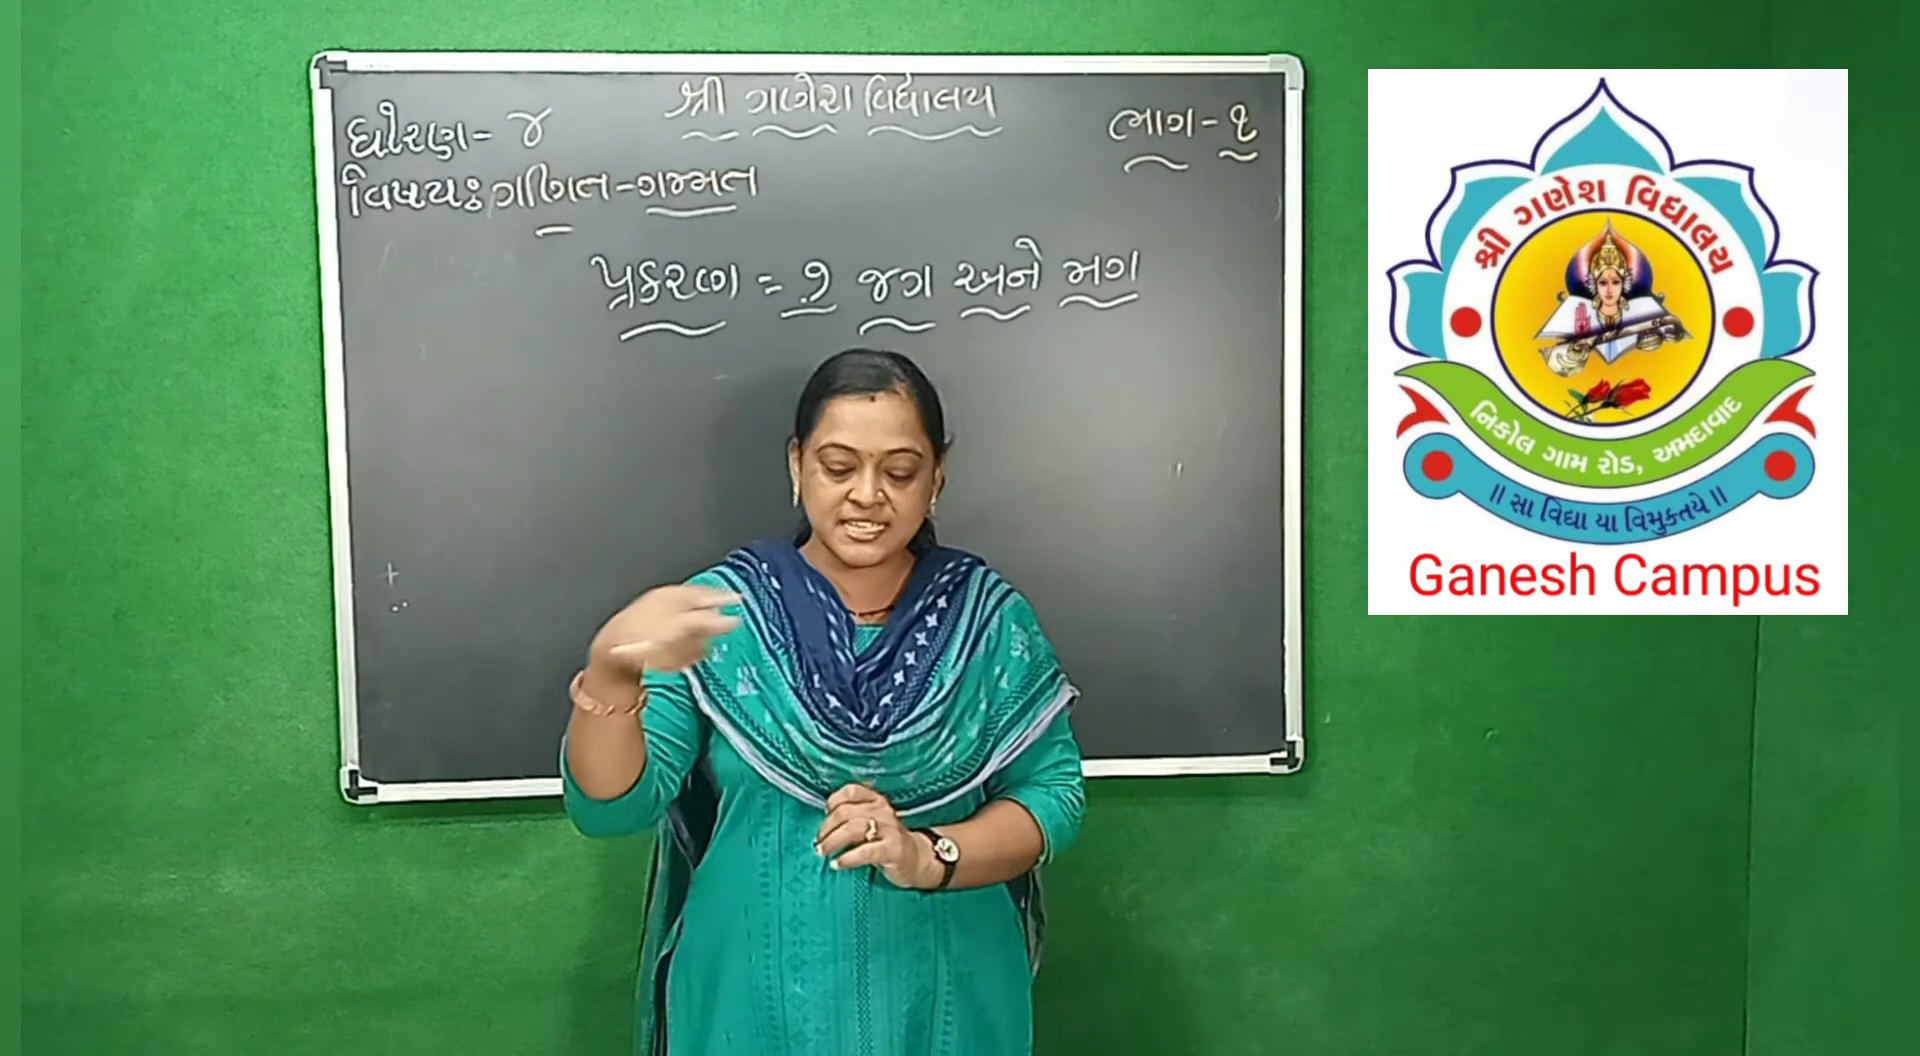 શ્રી ગણેશ વિદ્યાલય
ધોરણ- ૪
ભાગ - ૧
વિષયઃ ગણિત-ગમ્મત
પ્રકરણ = ૭ જગ અને મગ
શ્રી ગણેશ વિદ્યાલય
નિકોલ ગામ રોડ, અમદાવાદ
॥ સા વિદ્યા યા વિમુક્તયે ॥
Ganesh Campus